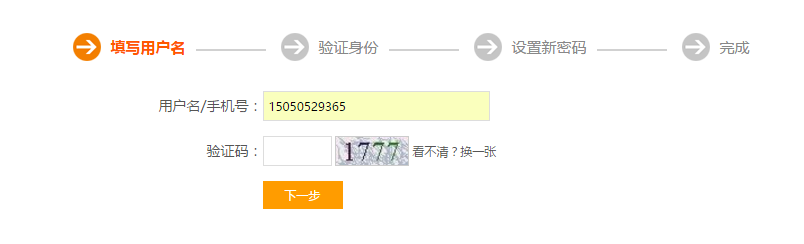 填写用户名 验证身份 设置新密码 完成
用户名/手机号： 15050529365
验证码： 1777 看不清？换一张
下一步